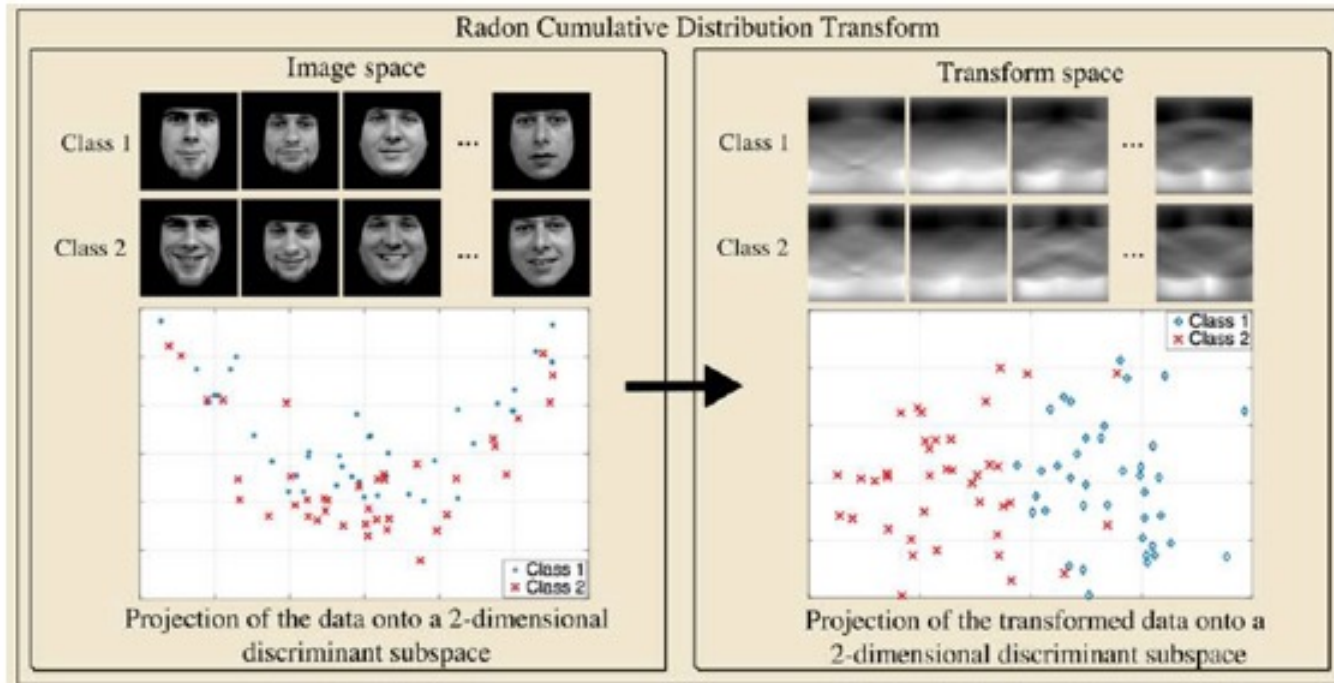 Radon Cumulative Distribution Transform
Image space
Class 1
...
Class 2
...
Class 1
Class 2
Projection of the data onto a 2-dimensional
discriminant subspace
Transform space
Class 1
...
Class 2
...
Class 1
Class 2
Projection of the transformed data onto a
2-dimensional discriminant subspace